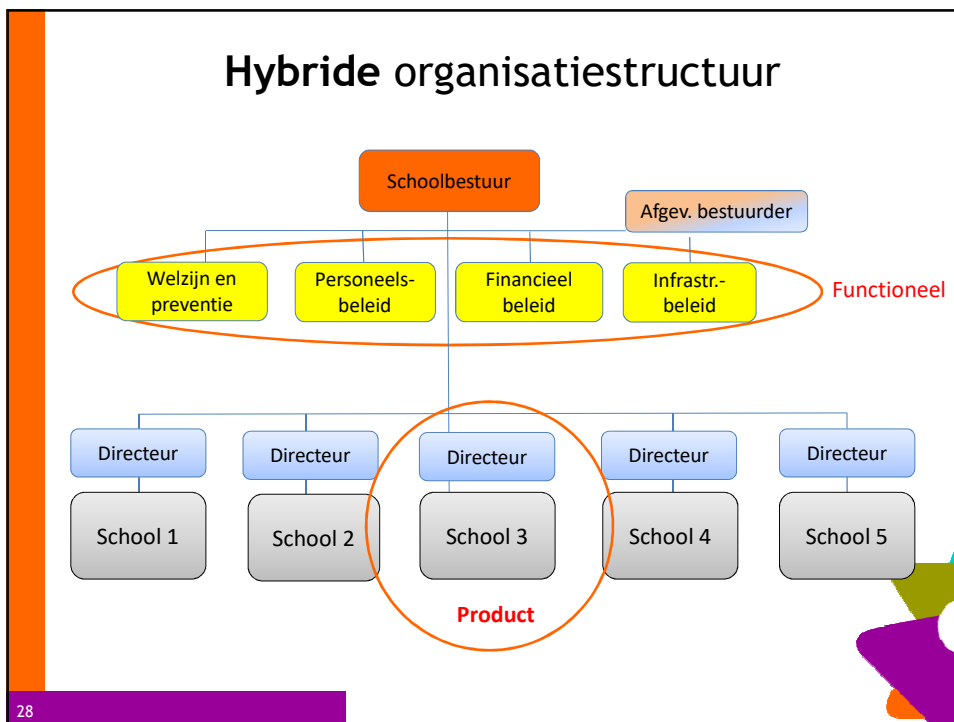 Hybride organisatiestructuur
Schoolbestuur
Afgev. bestuurder
Welzijn en
preventie
Personeels-
beleid
Financieel
beleid
Infrastr.-
beleid
Functioneel
Directeur
Directeur
Directeur
Directeur
Directeur
School 1
School 2
School 3
School 4
School 5
Product
28